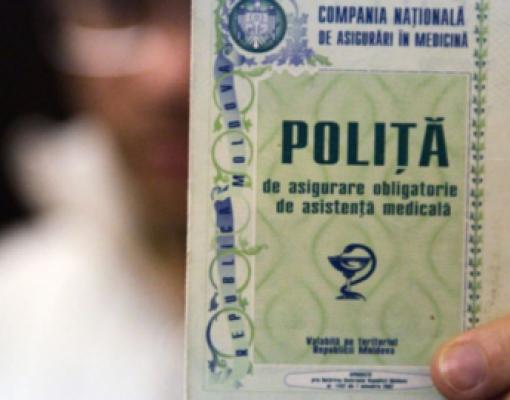 COMPANIA NAȚIONALĂ
DE ASIGURĂRI ÎN MEDICINĂ
REPUBLICA MOLDOVA
POLIȚĂ
de asigurare obligatorie
de asistență medicală
Valabilă pe teritoriul
Republicii Moldova